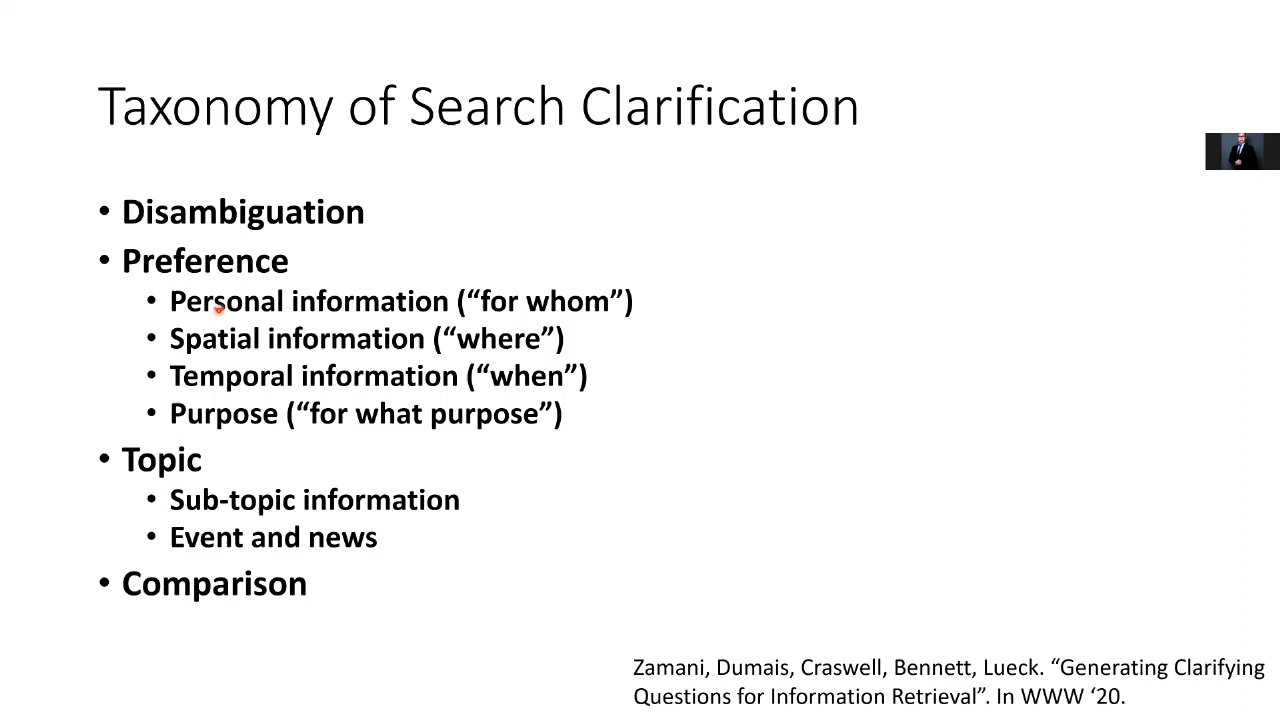 Taxonomy of Search Clarification
• Disambiguation
• Preference
• Personal information (“for whom”)
• Spatial information (“where”)
• Temporal information (“when”)
• Purpose (“for what purpose”)
• Topic
• Sub-topic information
• Event and news
• Comparison
Zamani, Dumais, Craswell, Bennett, Lueck. “Generating Clarifying
Questions for Information Retrieval”. In WWW ‘20.